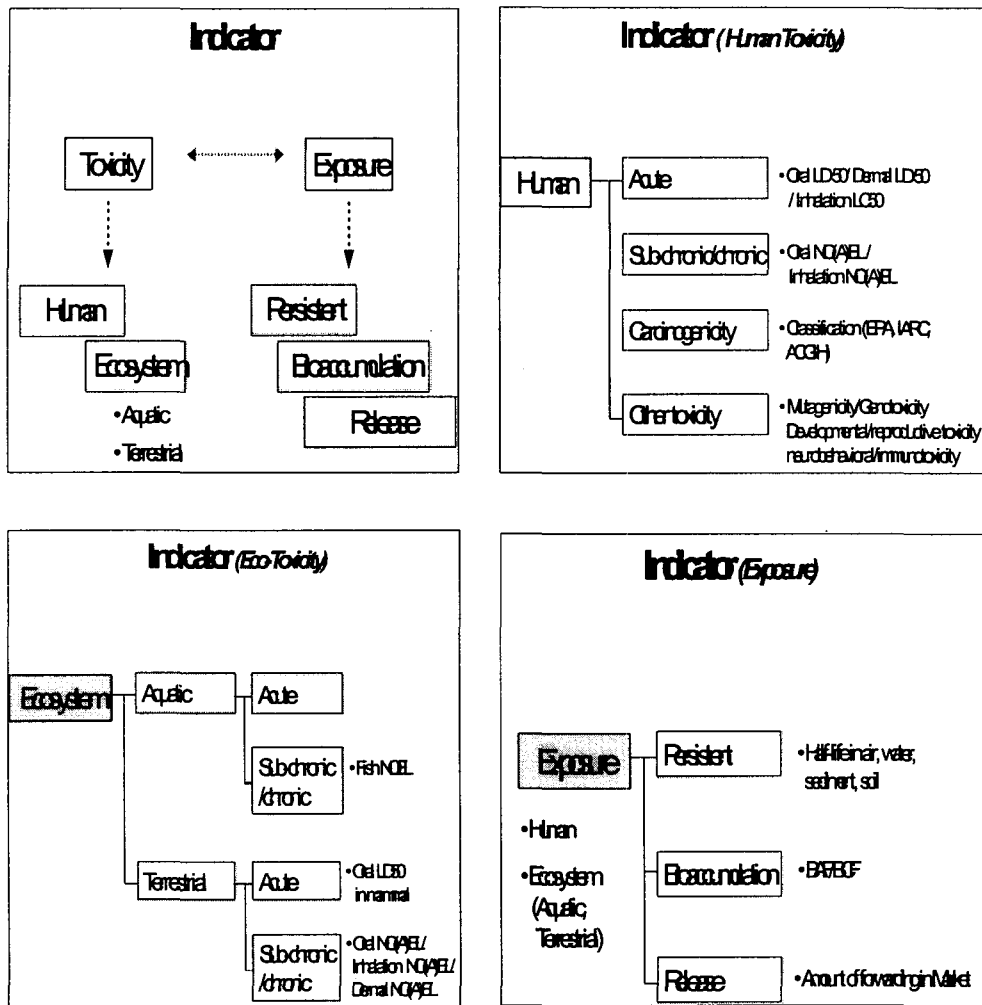 Indicator
Toxicity
Exposure
Human
Persistent
Ecosystem
Bioaccumulation
• Aquatic
Release
• Terrestrial
Indicator (Human Toxicity)
Human
Acute
• Oral LD50/ Dermal LD50
/ Inhalation LC50
Subchronic/chronic
• Oral NO(A)EL /
Inhalation NO(A)EL
Carcinogenicity
• Classification (EPA, IARC,
ACGIH)
Other toxicity
• Mutagenicity/Genotoxicity
Developmental/reproductive toxicity
neurobehavioral/immunotoxicity
Indicator (Eco-Toxicity)
Ecosystem
Aquatic
Acute
Subchronic
/chronic
• Fish NOEL
Terrestrial
Acute
• Oral LD50
in mammal
Subchronic
/chronic
• Oral NO(A)EL/
Inhalation NO(A)EL/
Dermal NO(A)EL
Indicator (Exposure)
Exposure
Persistent
• Half-life in air, water,
sediment, soil
• Human
• Ecosystem
(Aquatic,
Terrestrial)
Bioaccumulation
• BAF/BCF
Release
• Amount of forwarding in Market